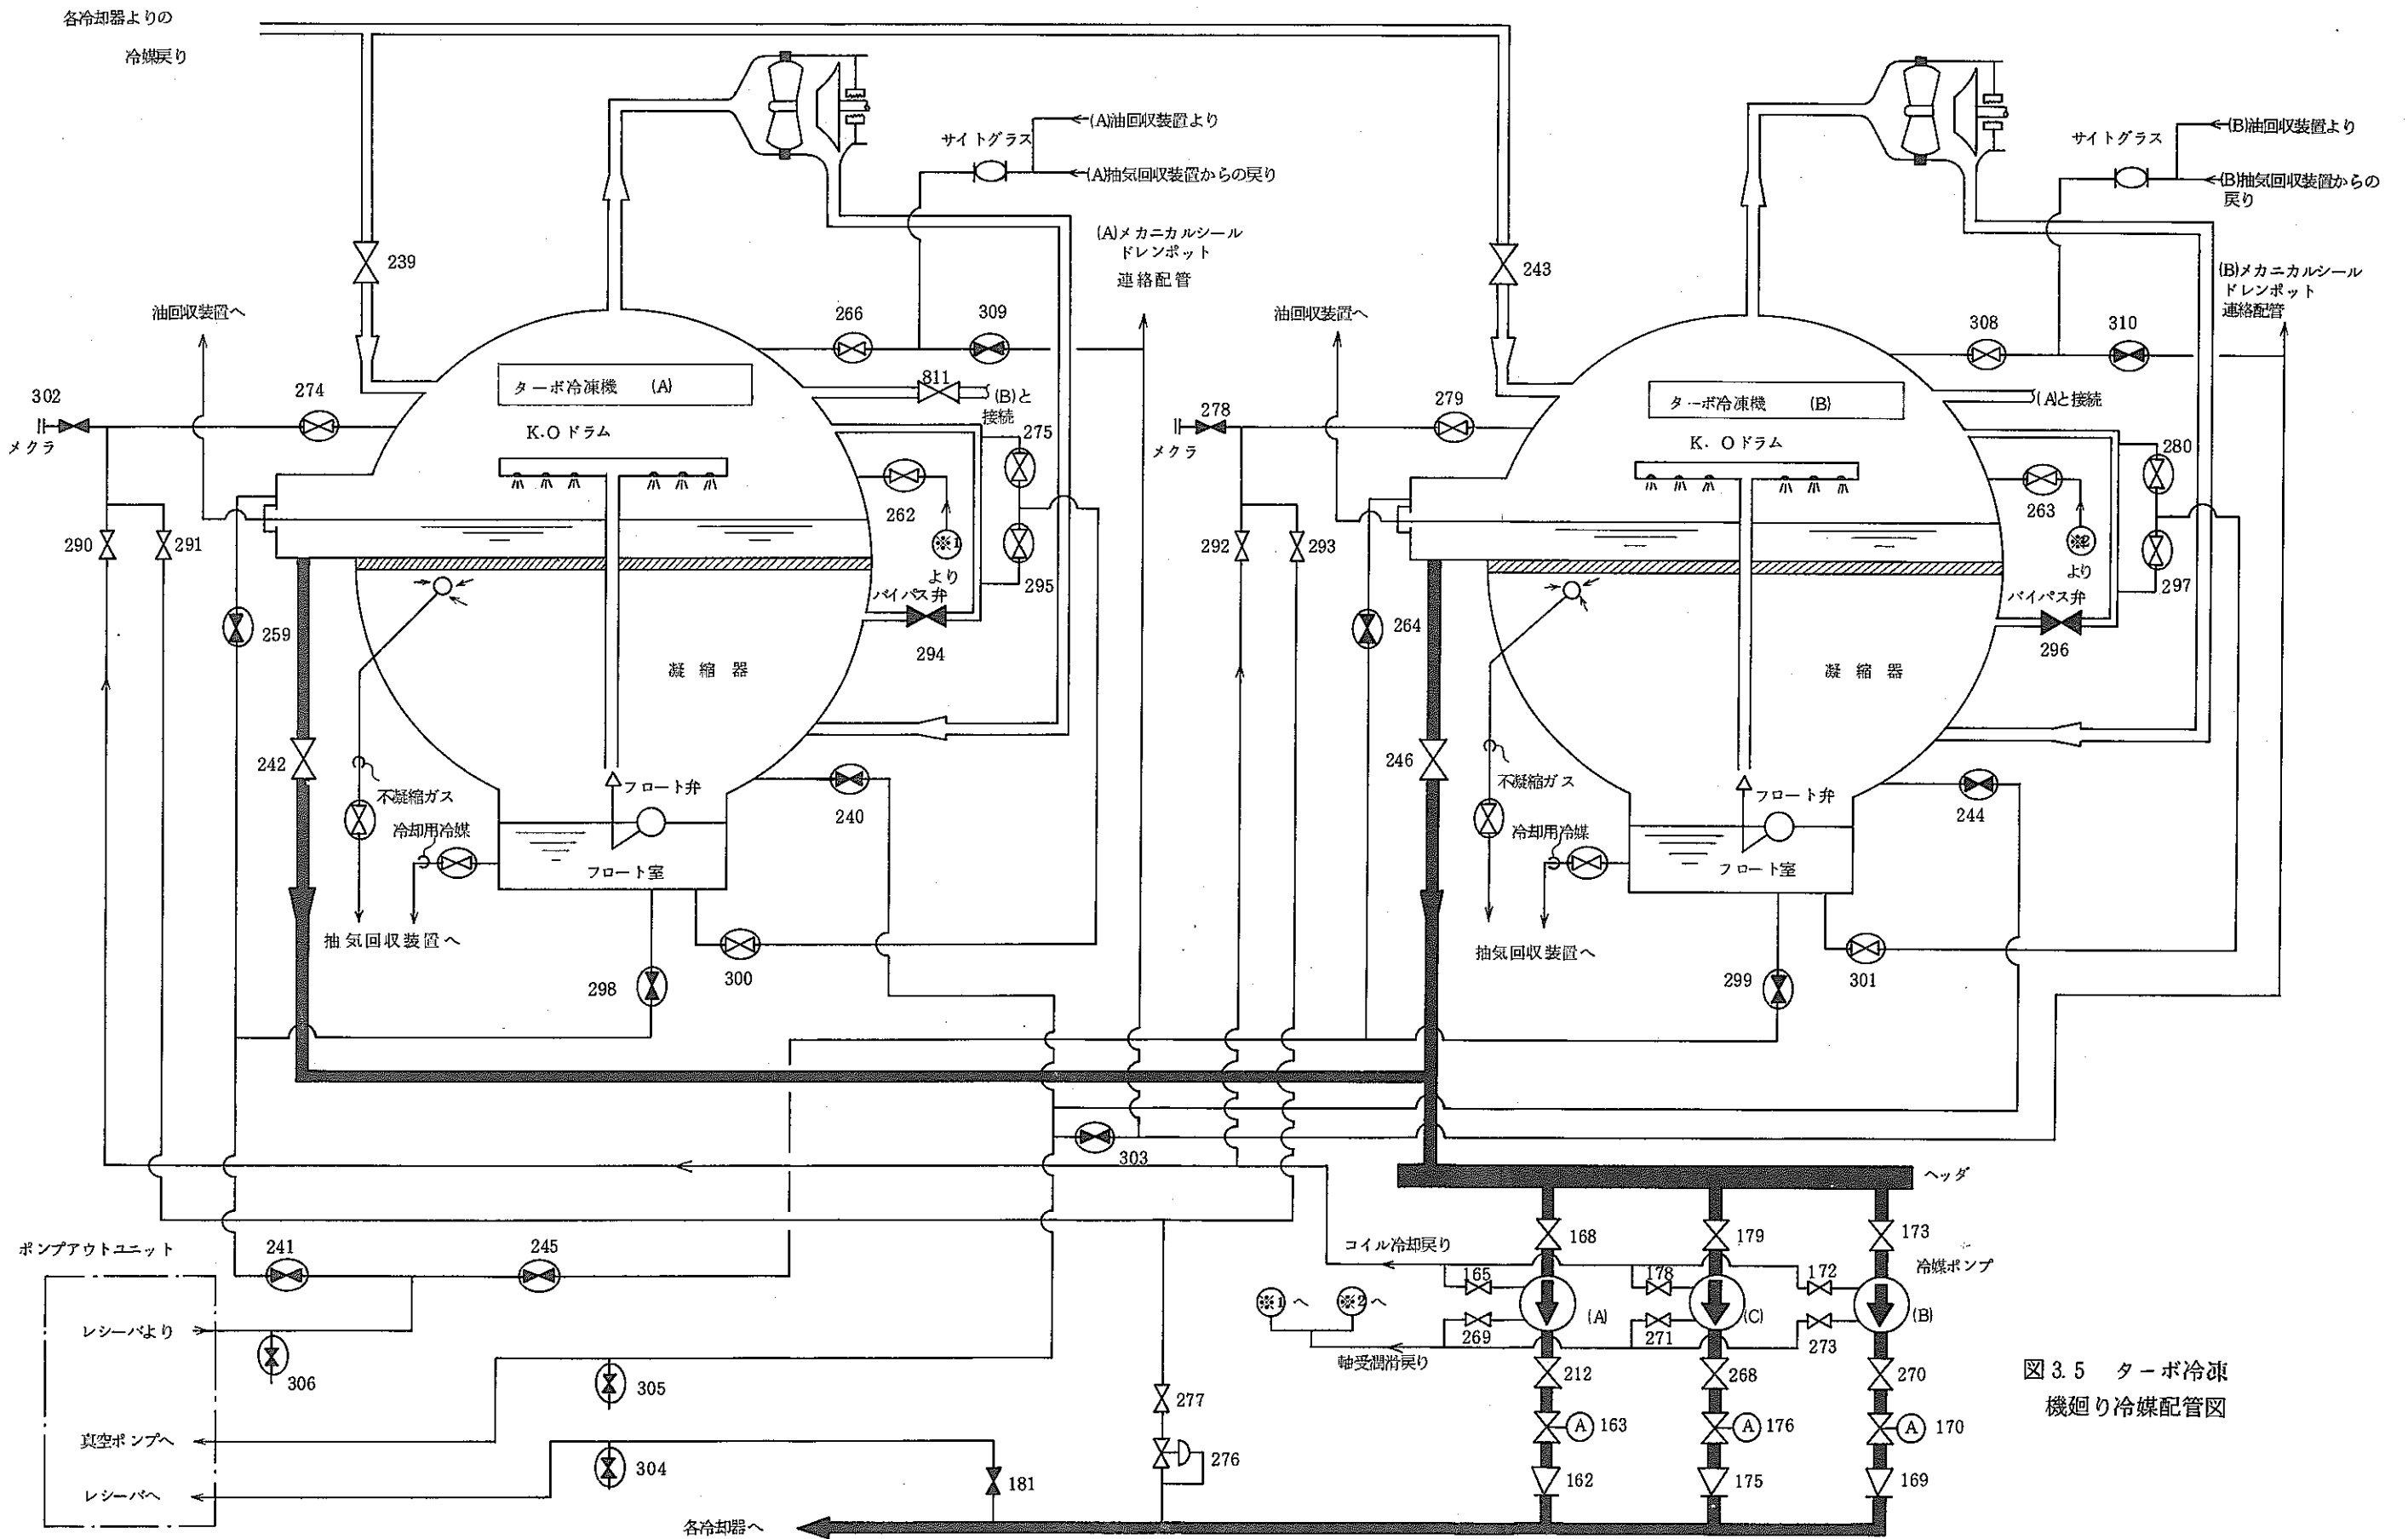 各冷却器よりの
冷媒戻り
サイトグラス
(A)油回収装置より
(A)抽気回収装置からの戻り
サイトグラス
(B)油回収装置より
(B)抽気回収装置からの
戻り
(A)メカニカルシール
ドレンポット
連絡配管
(B)メカニカルシール
ドレンポット
連絡配管
239
243
油回収装置へ
266
309
油回収装置へ
308
310
302
メクラ
274
ターボ冷凍機 (A)
K.Oドラム
811
(B)と
接続
275
278
メクラ
279
ターボ冷凍機 (B)
K.Oドラム
(A)と接続
280
290
291
262
※1
より
295
292
293
263
※2
より
297
259
バイパス弁
294
264
バイパス弁
296
凝縮器
凝縮器
242
不凝縮ガス
フロート弁
240
246
不凝縮ガス
フロート弁
244
冷却用冷媒
フロート室
冷却用冷媒
フロート室
抽気回収装置へ
298
300
抽気回収装置へ
299
301
303
ヘッダ
ポンプアウトユニット
241
245
コイル冷却戻り
168
179
173
冷媒ポンプ
165
178
172
レシーバより
306
※1へ
※2へ
(A)
(C)
(B)
269
271
273
軸受潤滑戻り
305
277
212
268
270
真空ポンプへ
304
276
A
163
A
176
A
170
レシーバへ
181
162
175
169
各冷却器へ
図3.5 ターボ冷凍
機廻り冷媒配管図